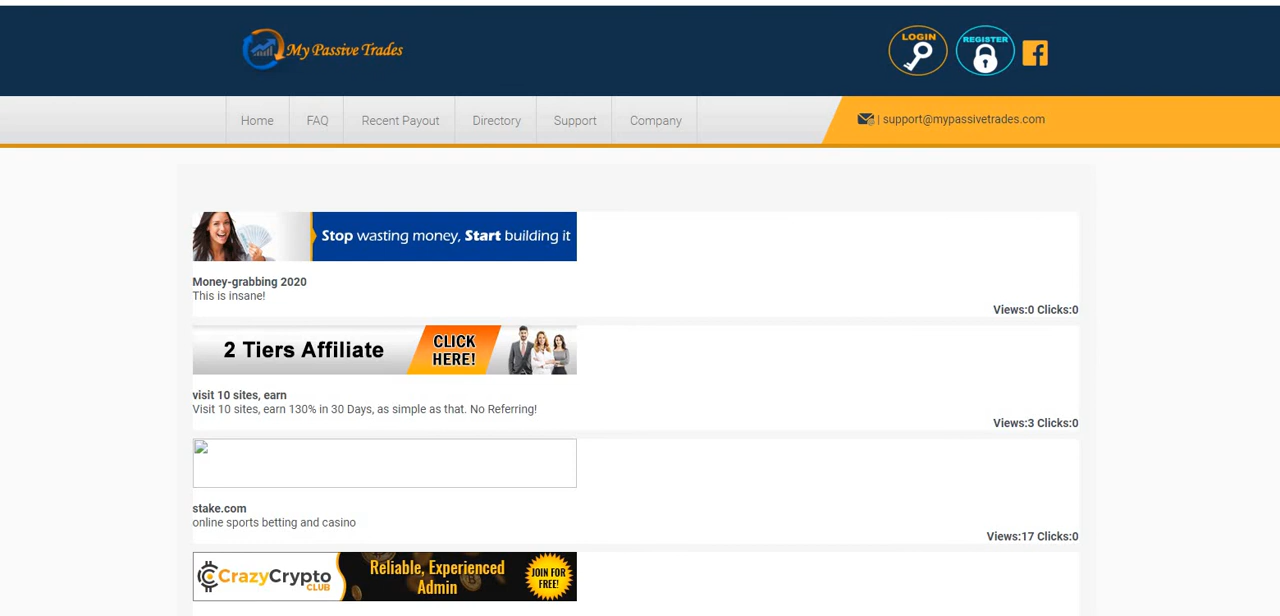 My Passive Trades
LOGIN
REGISTER
Home
FAQ
Recent Payout
Directory
Support
Company
| support@mypassivetrades.com
Stop wasting money, Start building it
Money-grabbing 2020
This is insane!
Views:0 Clicks:0
2 Tiers Affiliate
CLICK
HERE!
visit 10 sites, earn
Visit 10 sites, earn 130% in 30 Days, as simple as that. No Referring!
Views:3 Clicks:0
stake.com
online sports betting and casino
Views:17 Clicks:0
CrazyCrypto
CLUB
Reliable, Experienced
Admin
JOIN FOR
FREE!